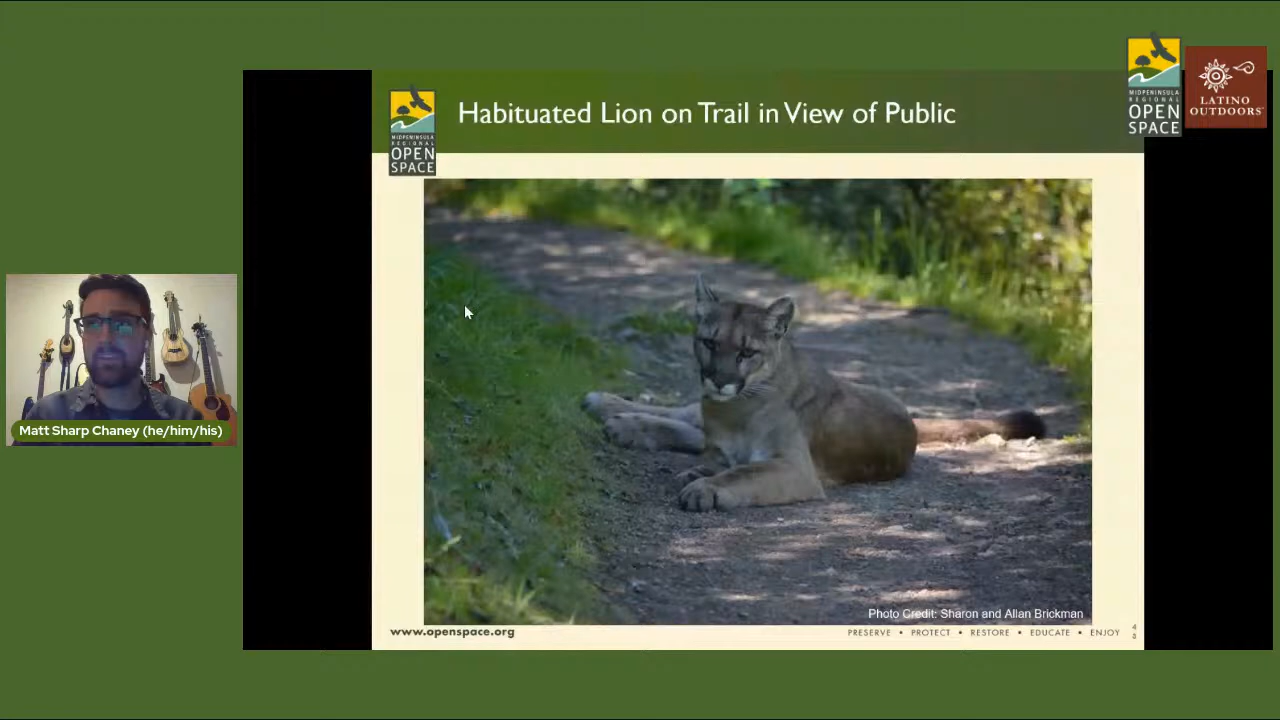 Habituated Lion on Trail in View of Public
MIDPENINSULA
REGIONAL
OPEN
SPACE
MIDPENINSULA
REGIONAL
OPEN
SPACE
LATINO
OUTDOORS
Matt Sharp Chaney (he/him/his)
Photo Credit: Sharon and Allan Brickman
www.openspace.org
PRESERVE • PROTECT • RESTORE • EDUCATE • ENJOY